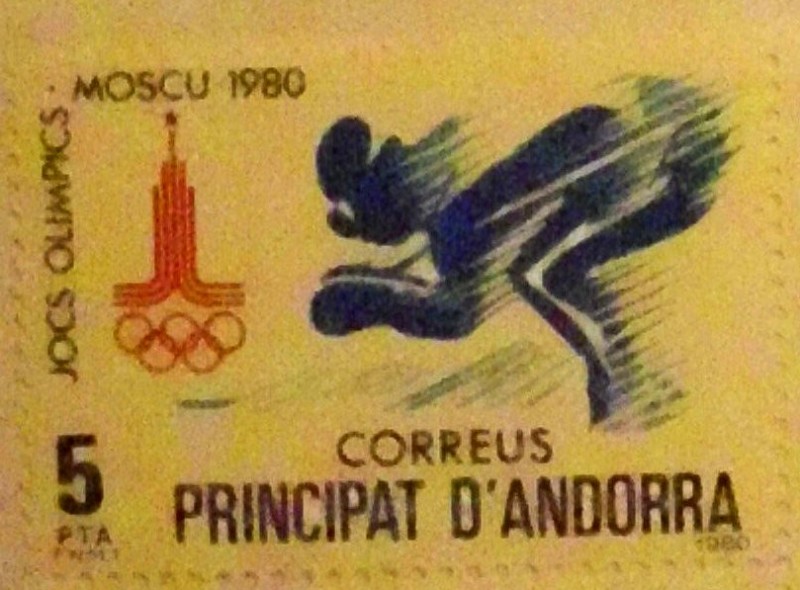 MOSCU 1980
JOCS OLIMPICS·
5
PTA
CORREUS
PRINCIPAT D'ANDORRA
1980